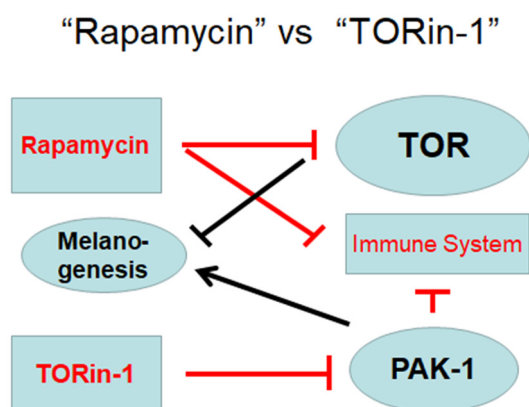 “Rapamycin” vs “TORin-1”
Rapamycin
TOR
Melano-
genesis
Immune System
TORin-1
PAK-1